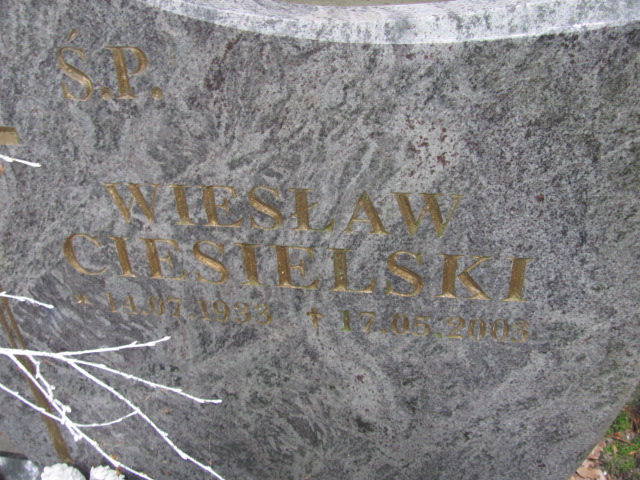 Ś.P.
WIESŁAW
CIESIELSKI
* 14.07.1933 † 17.05.2003